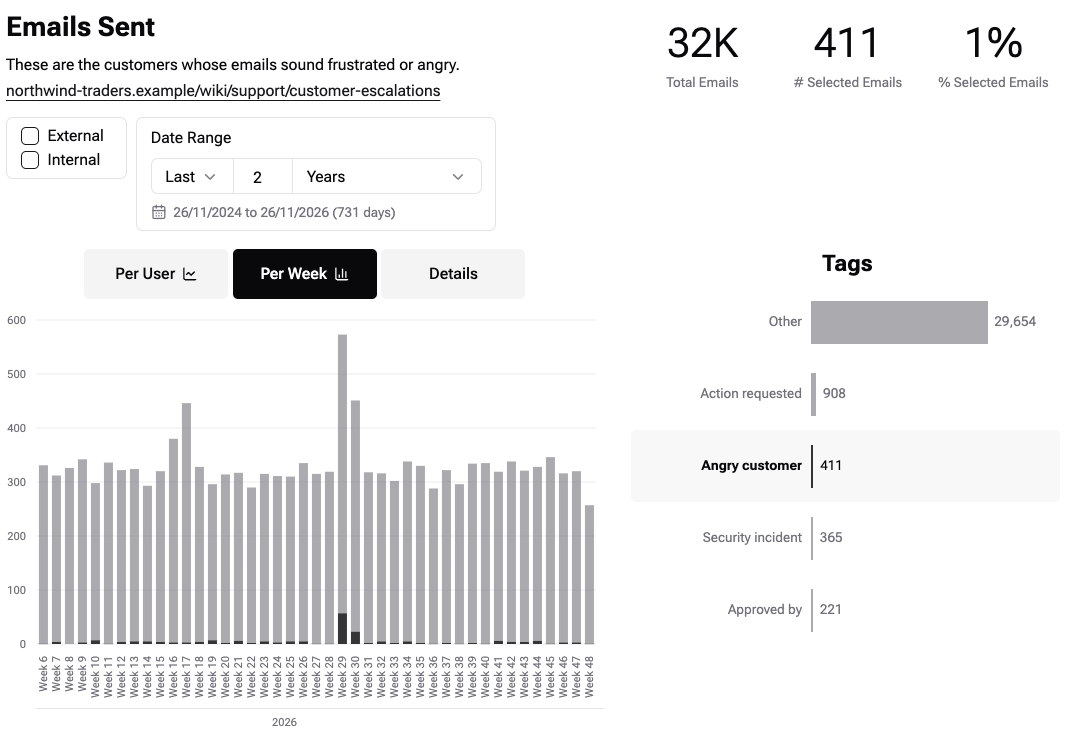 Emails Sent
These are the customers whose emails sound frustrated or angry.
northwind-traders.example/wiki/support/customer-escalations
32K
Total Emails
411
# Selected Emails
1%
% Selected Emails
External
Internal
Date Range
Last 2 Years
26/11/2024 to 26/11/2026 (731 days)
Per User
Per Week
Details
600
500
400
300
200
100
0
Week 6
Week 7
Week 8
Week 9
Week 10
Week 11
Week 12
Week 13
Week 14
Week 15
Week 16
Week 17
Week 18
Week 19
Week 20
Week 21
Week 22
Week 23
Week 24
Week 25
Week 26
Week 27
Week 28
Week 29
Week 30
Week 31
Week 32
Week 33
Week 34
Week 35
Week 36
Week 37
Week 38
Week 39
Week 40
Week 41
Week 42
Week 43
Week 44
Week 45
Week 46
Week 47
Week 48
2026
Tags
Other 29,654
Action requested 908
Angry customer 411
Security incident 365
Approved by 221